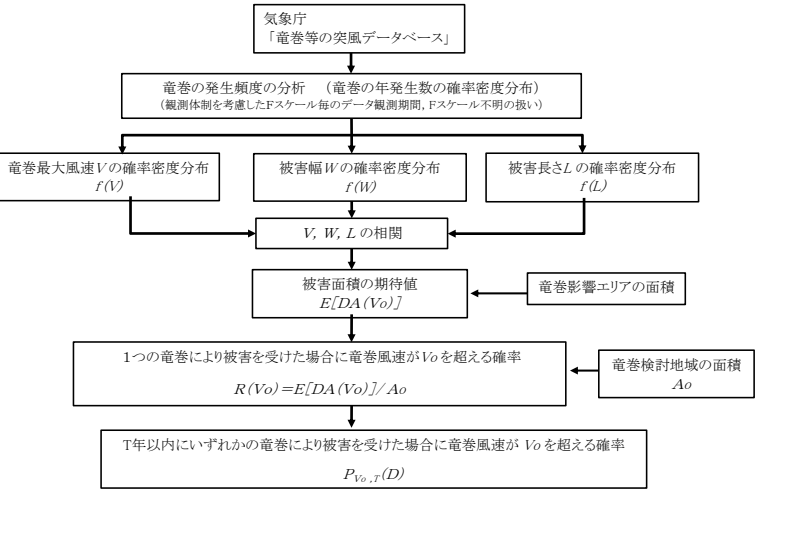 気象庁
「竜巻等の突風データベース」
竜巻の発生頻度の分析　（竜巻の年発生数の確率密度分布）
（観測体制を考慮したFスケール毎のデータ観測期間，Fスケール不明の扱い）
竜巻最大風速Vの確率密度分布
f(V)
被害幅Wの確率密度分布
f(W)
被害長さLの確率密度分布
f(L)
V, W, Lの相関
被害面積の期待値
E[DA(Vo)]
竜巻影響エリアの面積
1つの竜巻により被害を受けた場合に竜巻風速がVoを超える確率
R(Vo)=E[DA(Vo)]/Ao
竜巻検討地域の面積
Ao
T年以内にいずれかの竜巻により被害を受けた場合に竜巻風速が Voを超える確率
PVo ,T(D)